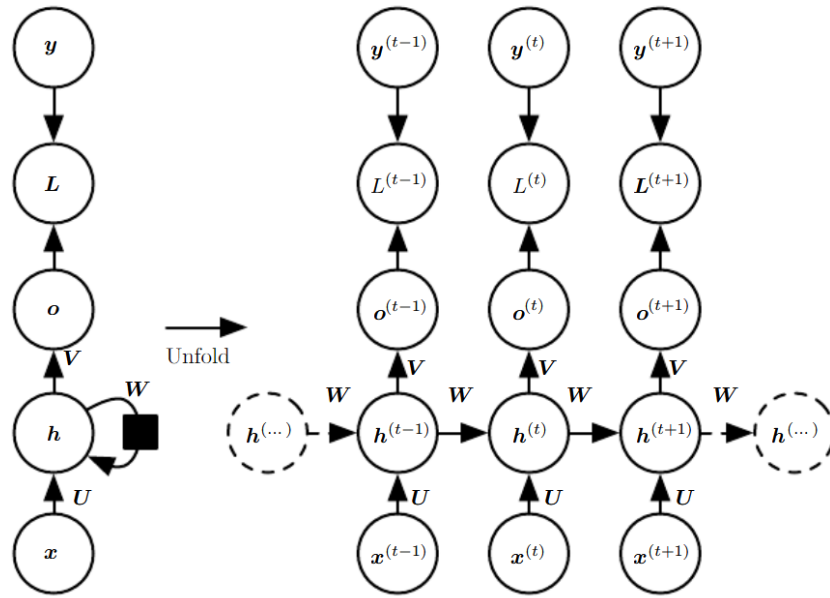 y y^(t−1) y^(t) y^(t+1)
L L^(t−1) L^(t) L^(t+1)
o o^(t−1) o^(t) o^(t+1)
Unfold
V V V V
W W W W W
h h^(...) h^(t−1) h^(t) h^(t+1) h^(...)
U U U U
x x^(t−1) x^(t) x^(t+1)